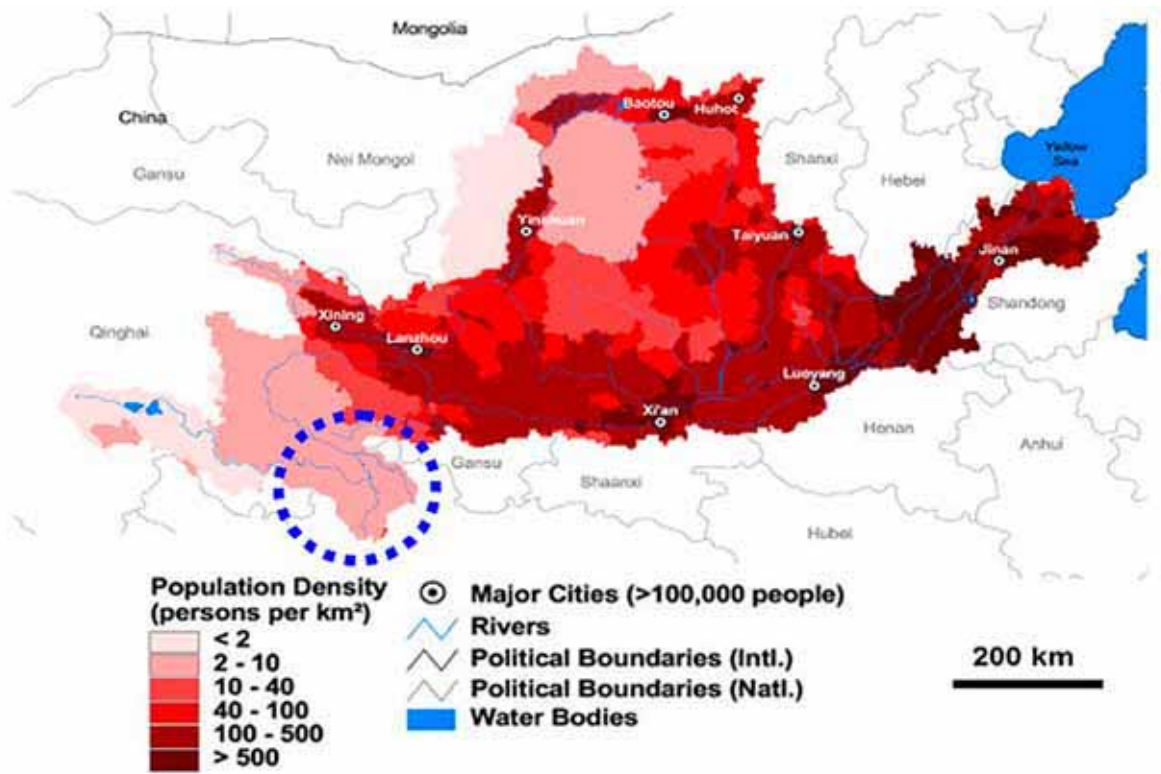 Mongolia
China
Gansu
Nei Mongol
Baotou
Huhot
Shanxi
Hebei
Yellow
Sea
Yinchuan
Taiyuan
Jinan
Shandong
Qinghai
Xining
Lanzhou
Luoyang
Xi'an
Honan
Anhui
Gansu
Shaanxi
Hubei
Population Density
(persons per km²)
< 2
2 - 10
10 - 40
40 - 100
100 - 500
> 500
Major Cities (>100,000 people)
Rivers
Political Boundaries (Intl.)
Political Boundaries (Natl.)
Water Bodies
200 km